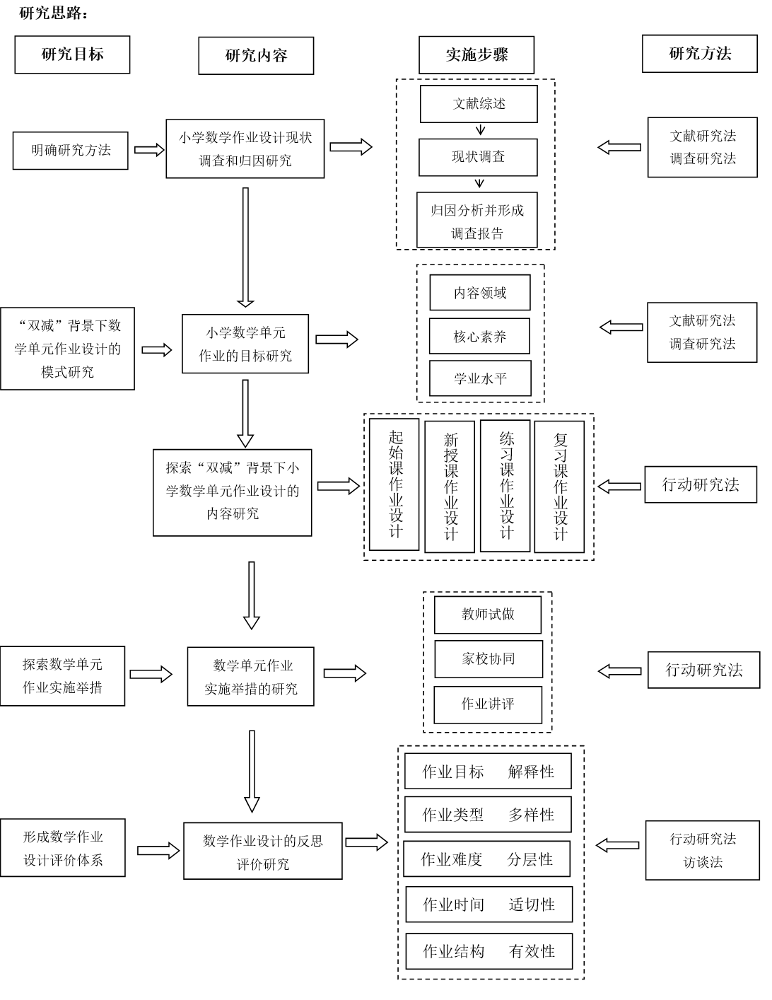 研究思路：
研究目标
研究内容
实施步骤
研究方法
明确研究方法
小学数学作业设计现状
调查和归因研究
文献综述
现状调查
归因分析并形成
调查报告
文献研究法
调查研究法
“双减”背景下数
学单元作业设计的
模式研究
小学数学单元
作业的目标研究
内容领域
核心素养
学业水平
文献研究法
调查研究法
探索“双减”背景下小
学数学单元作业设计的
内容研究
起始课作业设计
新授课作业设计
练习课作业设计
复习课作业设计
行动研究法
探索数学单元
作业实施举措
数学单元作业
实施举措的研究
教师试做
家校协同
作业讲评
行动研究法
形成数学作业
设计评价体系
数学作业设计的反思
评价研究
作业目标 解释性
作业类型 多样性
作业难度 分层性
作业时间 适切性
作业结构 有效性
行动研究法
访谈法